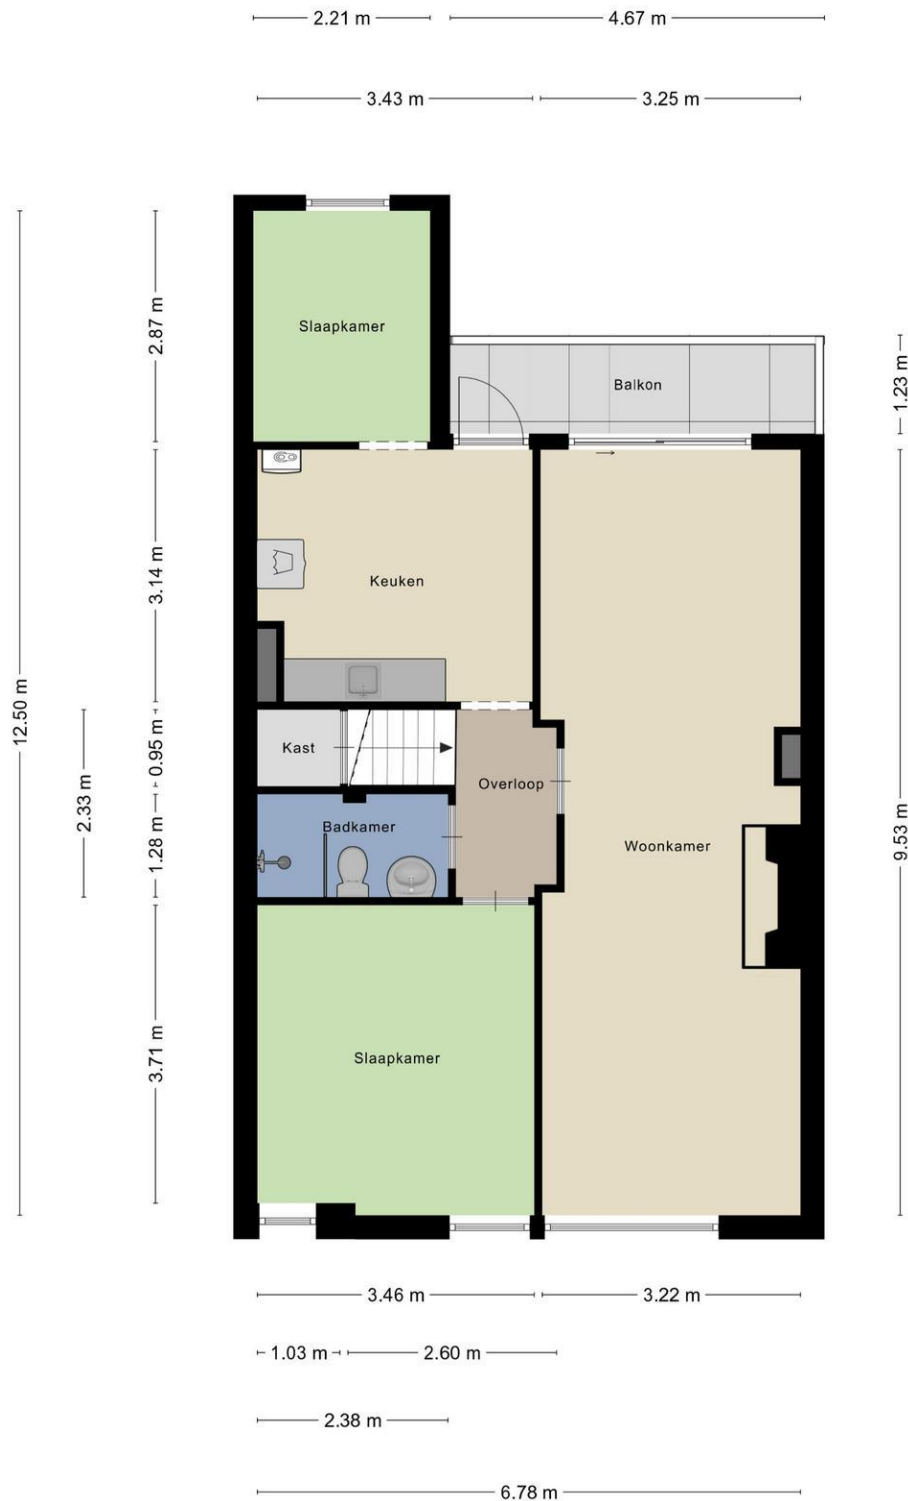 2.21 m 4.67 m
3.43 m 3.25 m
Slaapkamer
2.87 m
Balkon
1.23 m
Keuken
3.14 m
12.50 m
Kast
0.95 m
Overloop
2.33 m
Badkamer
1.28 m
Woonkamer
9.53 m
Slaapkamer
3.71 m
3.46 m 3.22 m
1.03 m 2.60 m
2.38 m
6.78 m